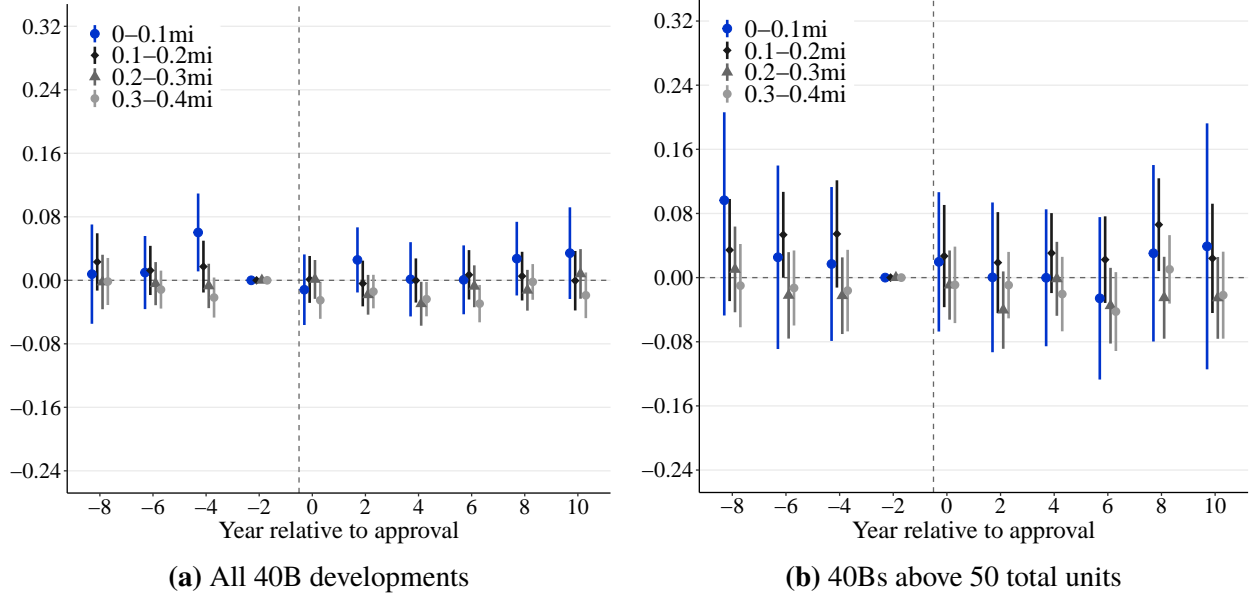 0.32
0.24
0.16
0.08
0.00
−0.08
−0.16
−0.24
0−0.1mi
0.1−0.2mi
0.2−0.3mi
0.3−0.4mi
−8 −6 −4 −2 0 2 4 6 8 10
Year relative to approval
(a) All 40B developments
0.32
0.24
0.16
0.08
0.00
−0.08
−0.16
−0.24
0−0.1mi
0.1−0.2mi
0.2−0.3mi
0.3−0.4mi
−8 −6 −4 −2 0 2 4 6 8 10
Year relative to approval
(b) 40Bs above 50 total units